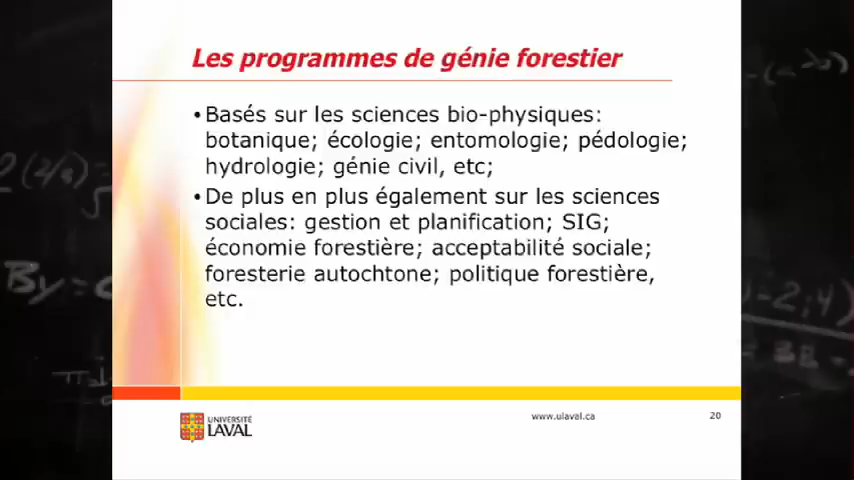 Les programmes de génie forestier
•Basés sur les sciences bio-physiques:
botanique; écologie; entomologie; pédologie;
hydrologie; génie civil, etc;
•De plus en plus également sur les sciences
sociales: gestion et planification; SIG;
économie forestière; acceptabilité sociale;
foresterie autochtone; politique forestière,
etc.
By=
UNIVERSITÉ
LAVAL
www.ulaval.ca
20